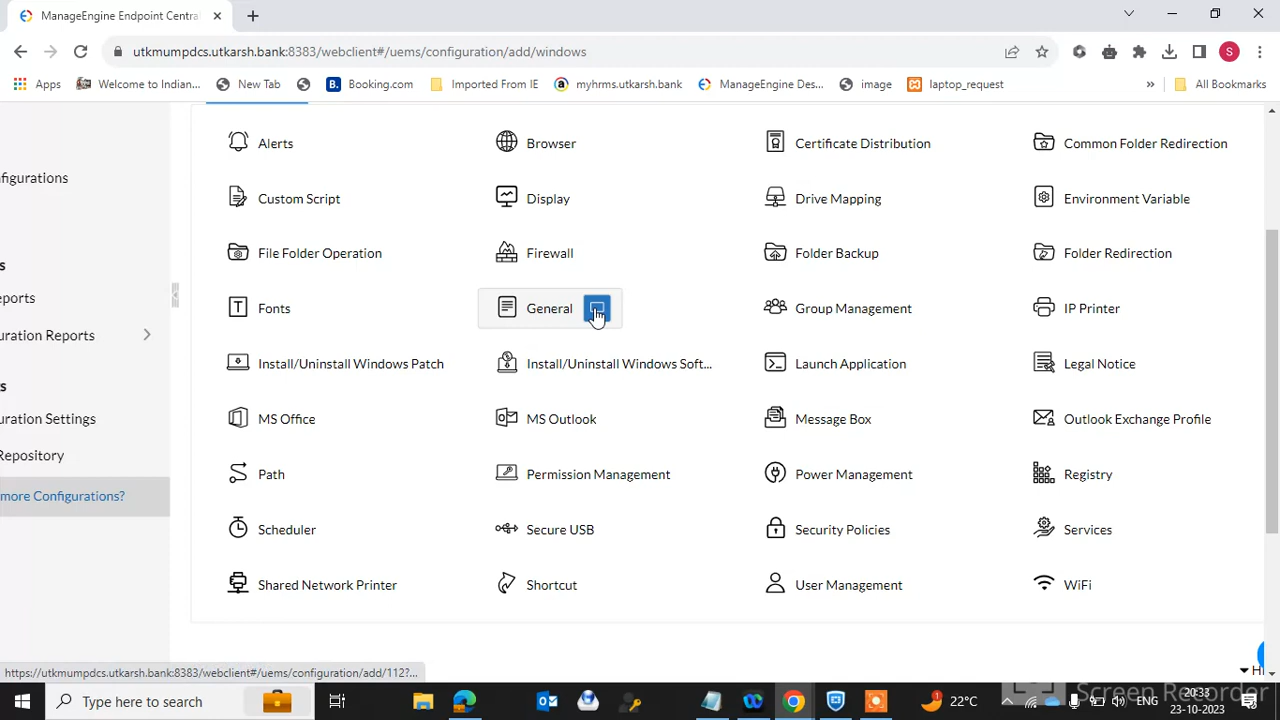 ManageEngine Endpoint Centra
utkmumpdcs.utkarsh.bank:8383/webclient#/uems/configuration/add/windows
S
Apps
Welcome to Indian...
New Tab
B.
Booking.com
Imported From IE
a
myhrms.utkarsh.bank
ManageEngine Des...
image
laptop_request
»
All Bookmarks
nfigurations
s
ports
uration Reports
s
uration Settings
Repository
more Configurations?
Alerts
Browser
Certificate Distribution
Common Folder Redirection
Custom Script
Display
Drive Mapping
Environment Variable
File Folder Operation
Firewall
Folder Backup
Folder Redirection
Fonts
General
Group Management
IP Printer
Install/Uninstall Windows Patch
Install/Uninstall Windows Soft...
Launch Application
Legal Notice
MS Office
MS Outlook
Message Box
Outlook Exchange Profile
Path
Permission Management
Power Management
Registry
Scheduler
Secure USB
Security Policies
Services
Shared Network Printer
Shortcut
User Management
WiFi
https://utkmumpdcs.utkarsh.bank:8383/webclient#/uems/configuration/add/112?...
H
Type here to search
22°C
ENG
20:33
23-10-2023
Screen Recorder